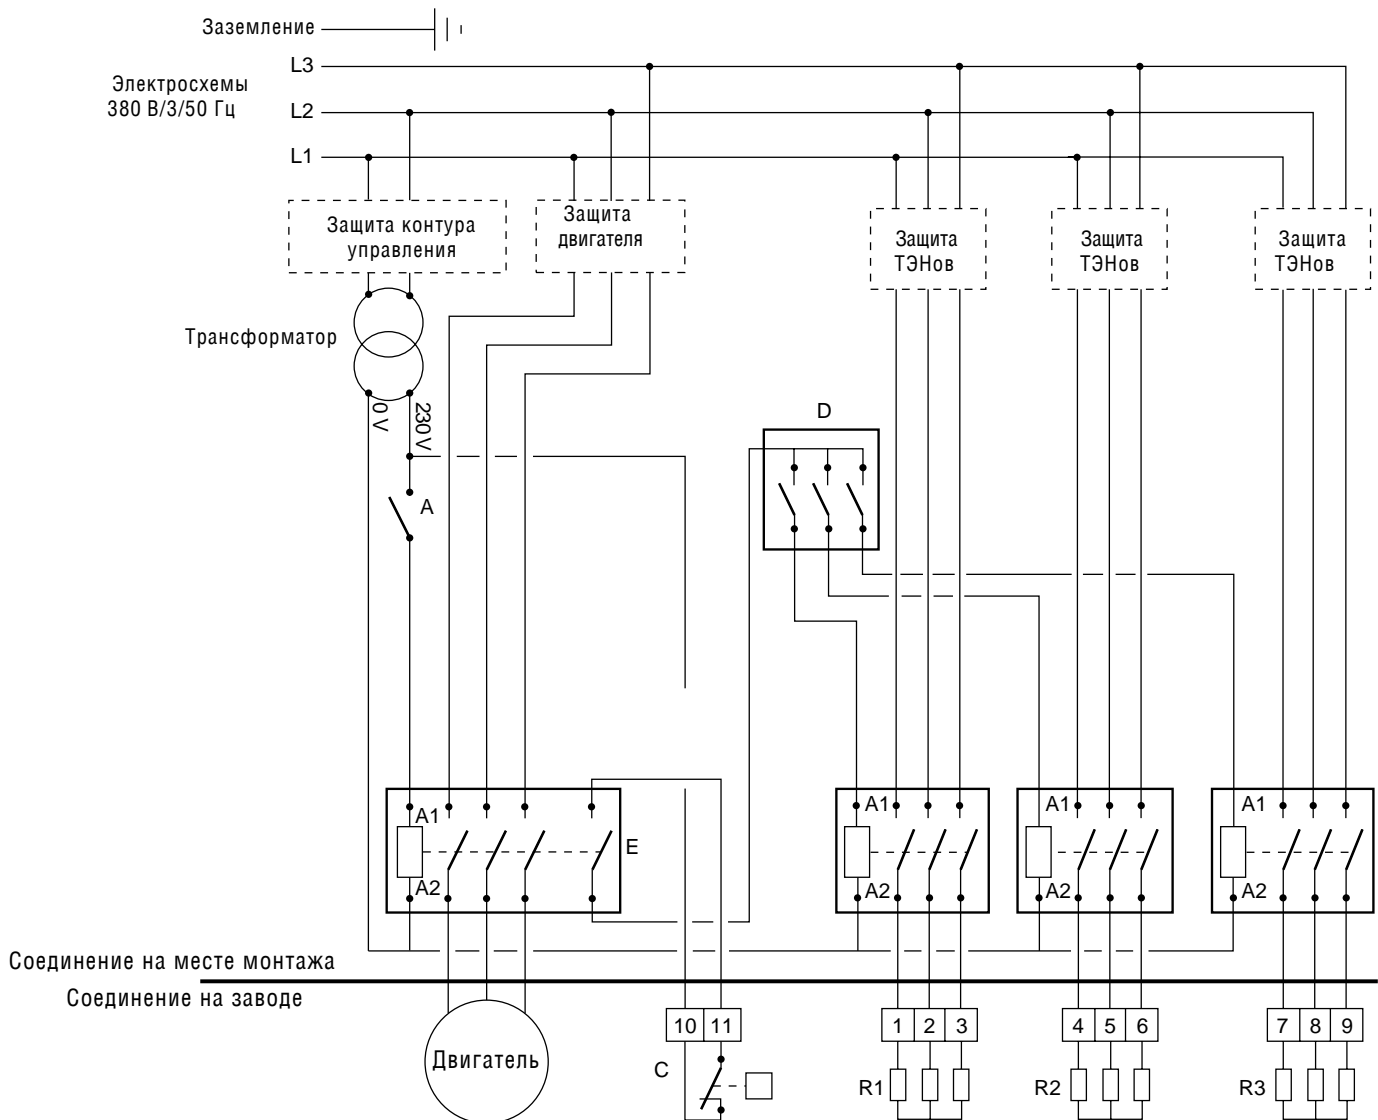 Заземление
L3
Электросхемы
380 В/3/50 Гц
L2
L1
Защита контура
управления
Защита
двигателя
Защита
ТЭНов
Защита
ТЭНов
Защита
ТЭНов
Трансформатор
0 V
230 V
D
A
A1
A2
E
A1
A2
A1
A2
A1
A2
Соединение на месте монтажа
Соединение на заводе
10 11
1 2 3
4 5 6
7 8 9
Двигатель
C
R1
R2
R3